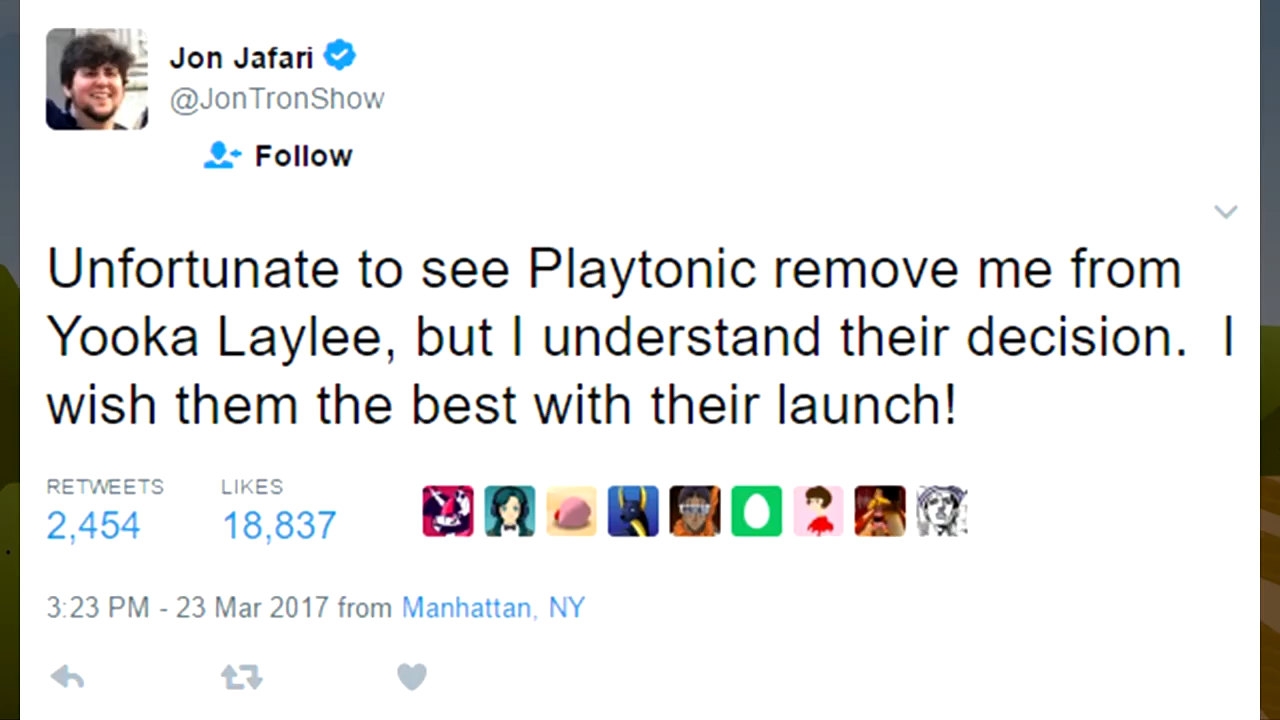 Jon Jafari
@JonTronShow
Follow
Unfortunate to see Playtonic remove me from
Yooka Laylee, but I understand their decision.  I
wish them the best with their launch!
RETWEETS LIKES
2,454 18,837
3:23 PM - 23 Mar 2017 from Manhattan, NY